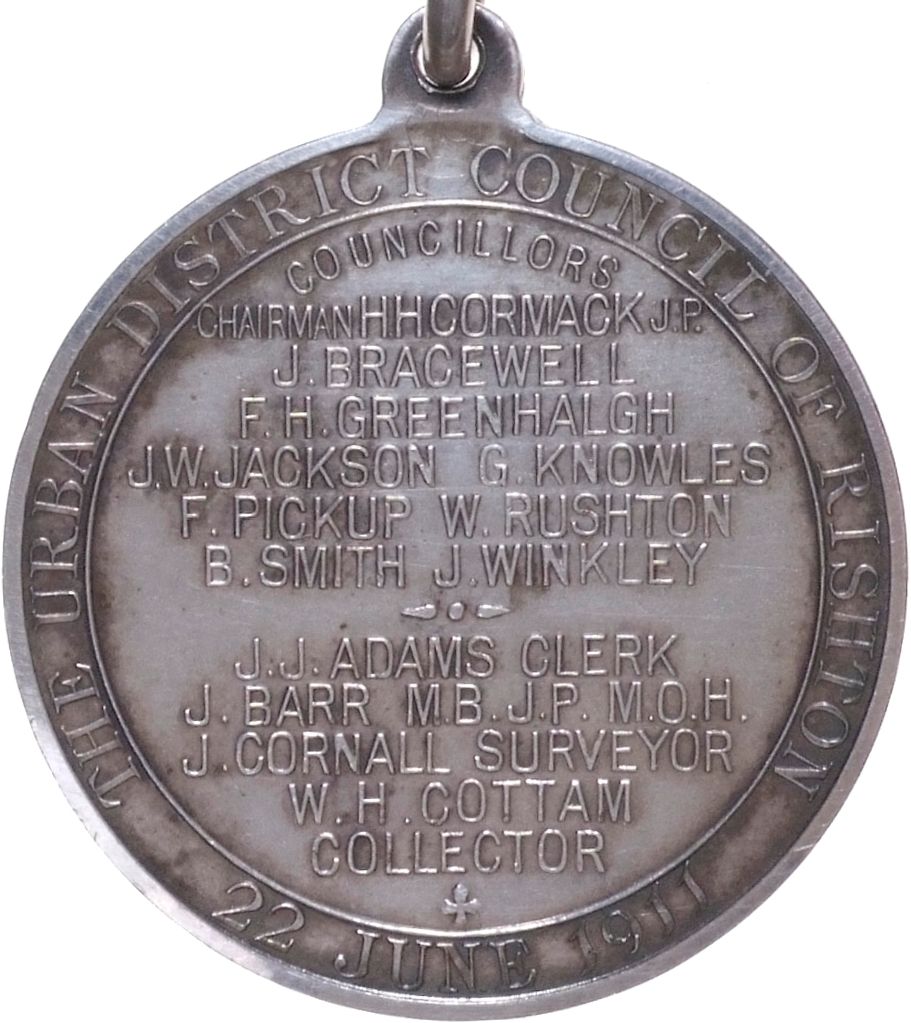 THE URBAN DISTRICT COUNCIL OF RISHTON
COUNCILLORS
CHAIRMAN H H CORMACK J.P.
J. BRACEWELL
F. H. GREENHALGH
J. W. JACKSON G. KNOWLES
F. PICKUP W. RUSHTON
B. SMITH J. WINKLEY
J. J. ADAMS CLERK
J. BARR M.B. J.P. M.O.H.
J. CORNALL SURVEYOR
W. H. COTTAM
COLLECTOR
22 JUNE 1911